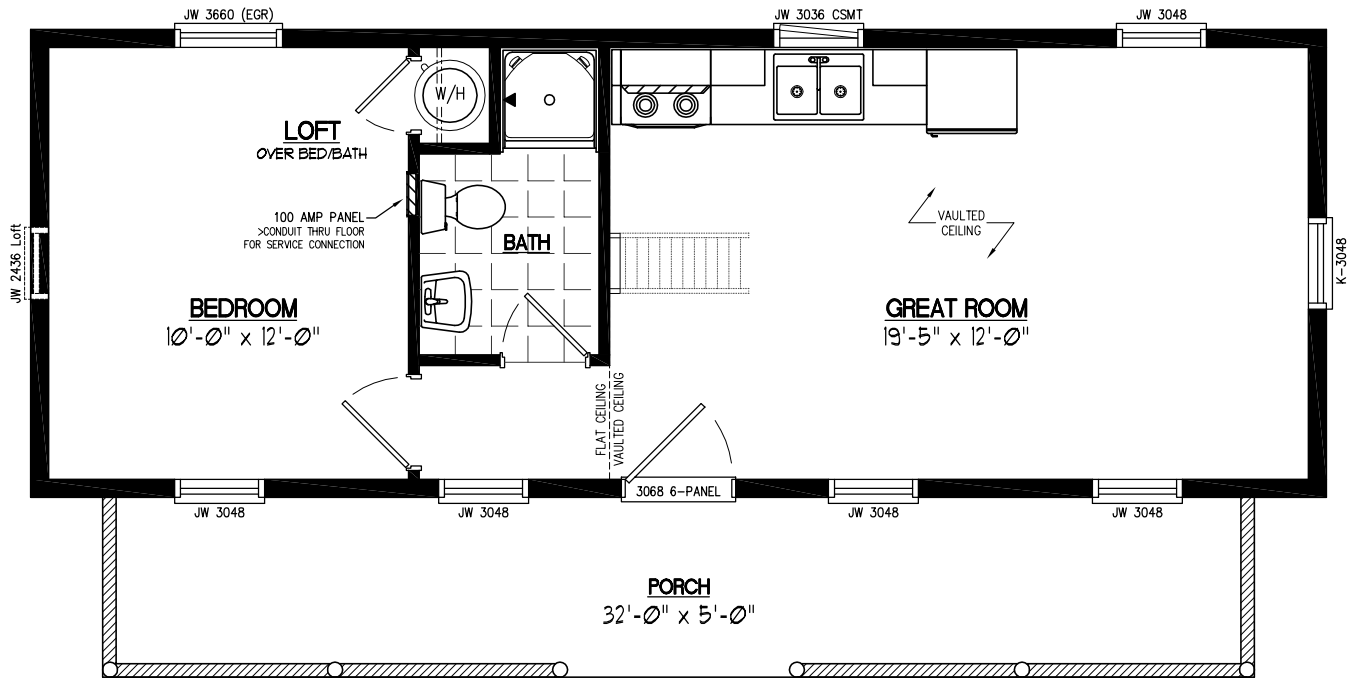 JW 3660 (EGR)
JW 3036 CSMT
JW 3048
W/H
LOFT
OVER BED/BATH
100 AMP PANEL
>CONDUIT THRU FLOOR
FOR SERVICE CONNECTION
BATH
VAULTED
CEILING
JW 2436 Loft
K-3048
BEDROOM
10'-0" x 12'-0"
GREAT ROOM
19'-5" x 12'-0"
FLAT CEILING
VAULTED CEILING
3068 6-PANEL
JW 3048
JW 3048
JW 3048
JW 3048
PORCH
32'-0" x 5'-0"